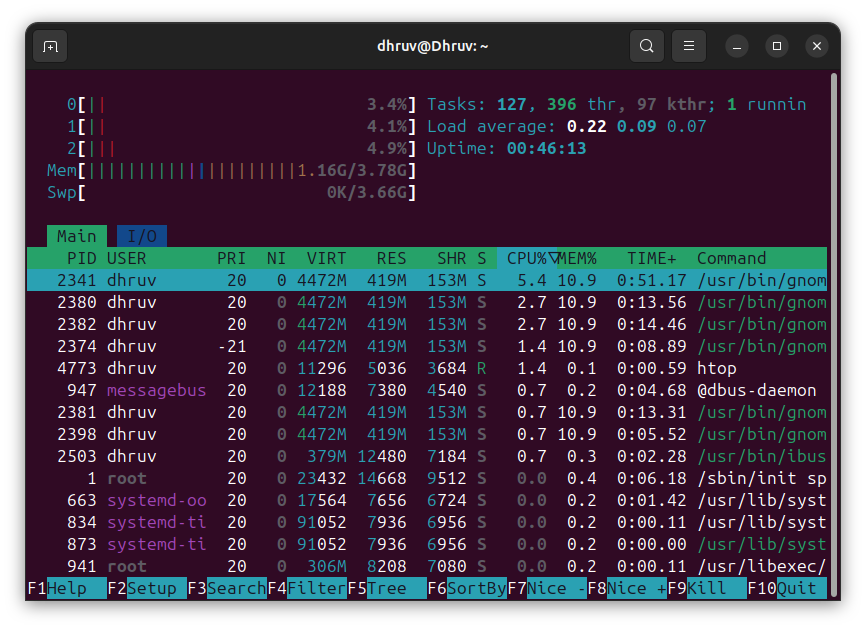 dhruv@Dhruv: ~
0[|| 3.4%] Tasks: 127, 396 thr, 97 kthr; 1 runnin
1[|| 4.1%] Load average: 0.22 0.09 0.07
2[||| 4.9%] Uptime: 00:46:13
Mem[|||||||||||||||||||||1.16G/3.78G]
Swp[ 0K/3.66G]
Main I/O
PID USER PRI NI VIRT RES SHR S CPU%▽MEM% TIME+ Command
2341 dhruv 20 0 4472M 419M 153M S 5.4 10.9 0:51.17 /usr/bin/gnom
2380 dhruv 20 0 4472M 419M 153M S 2.7 10.9 0:13.56 /usr/bin/gnom
2382 dhruv 20 0 4472M 419M 153M S 2.7 10.9 0:14.46 /usr/bin/gnom
2374 dhruv -21 0 4472M 419M 153M S 1.4 10.9 0:08.89 /usr/bin/gnom
4773 dhruv 20 0 11296 5036 3684 R 1.4 0.1 0:00.59 htop
947 messagebus 20 0 12188 7380 4540 S 0.7 0.2 0:04.68 @dbus-daemon
2381 dhruv 20 0 4472M 419M 153M S 0.7 10.9 0:13.31 /usr/bin/gnom
2398 dhruv 20 0 4472M 419M 153M S 0.7 10.9 0:05.52 /usr/bin/gnom
2503 dhruv 20 0 379M 12480 7184 S 0.7 0.3 0:02.28 /usr/bin/ibus
1 root 20 0 23432 14668 9512 S 0.0 0.4 0:06.18 /sbin/init sp
663 systemd-oo 20 0 17564 7656 6724 S 0.0 0.2 0:01.42 /usr/lib/syst
834 systemd-ti 20 0 91052 7936 6956 S 0.0 0.2 0:00.11 /usr/lib/syst
873 systemd-ti 20 0 91052 7936 6956 S 0.0 0.2 0:00.00 /usr/lib/syst
941 root 20 0 306M 8208 7080 S 0.0 0.2 0:00.11 /usr/libexec/
F1Help F2Setup F3SearchF4FilterF5Tree F6SortByF7Nice -F8Nice +F9Kill F10Quit